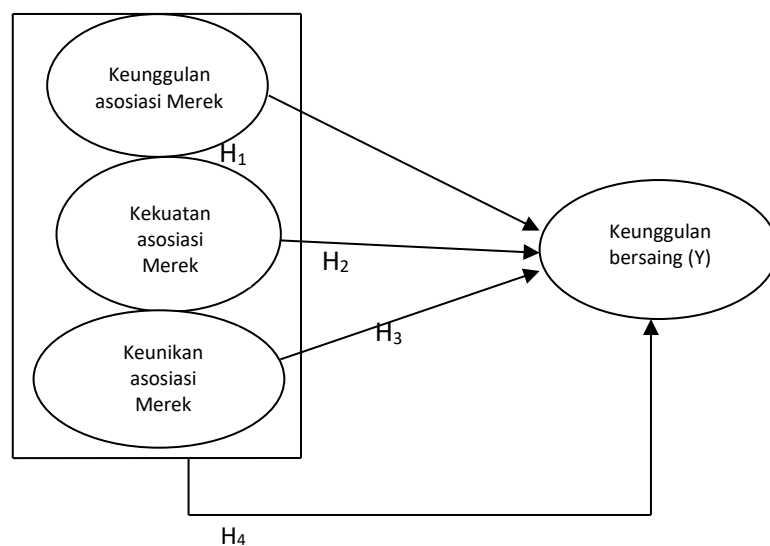 Keunggulan
asosiasi Merek
H₁
Kekuatan
asosiasi
Merek
H₂
Keunggulan
bersaing (Y)
H₃
Keunikan
asosiasi
Merek
H₄